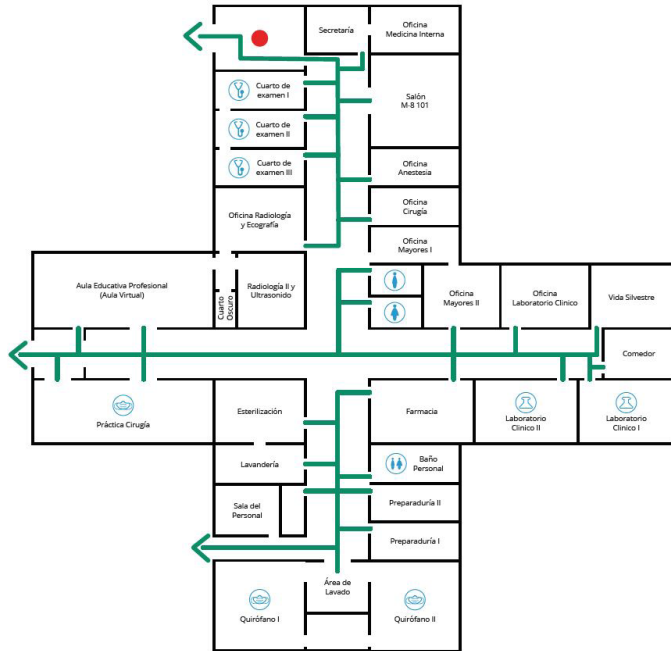 Secretaría
Oficina
Medicina Interna
Cuarto de
examen I
Salón
M-8 101
Cuarto de
examen II
Cuarto de
examen III
Oficina
Anestesia
Oficina
Cirugía
Oficina Radiología
y Ecografía
Oficina
Mayores I
Aula Educativa Profesional
(Aula Virtual)
Cuarto
Oscuro
Radiología II y
Ultrasonido
Oficina
Mayores II
Oficina
Laboratorio Clinico
Vida Silvestre
Comedor
Práctica Cirugía
Esterilización
Farmacia
Laboratorio
Clinico II
Laboratorio
Clinico I
Lavandería
Baño
Personal
Sala del
Personal
Preparaduría II
Preparaduría I
Área de
Lavado
Quirófano I
Quirófano II